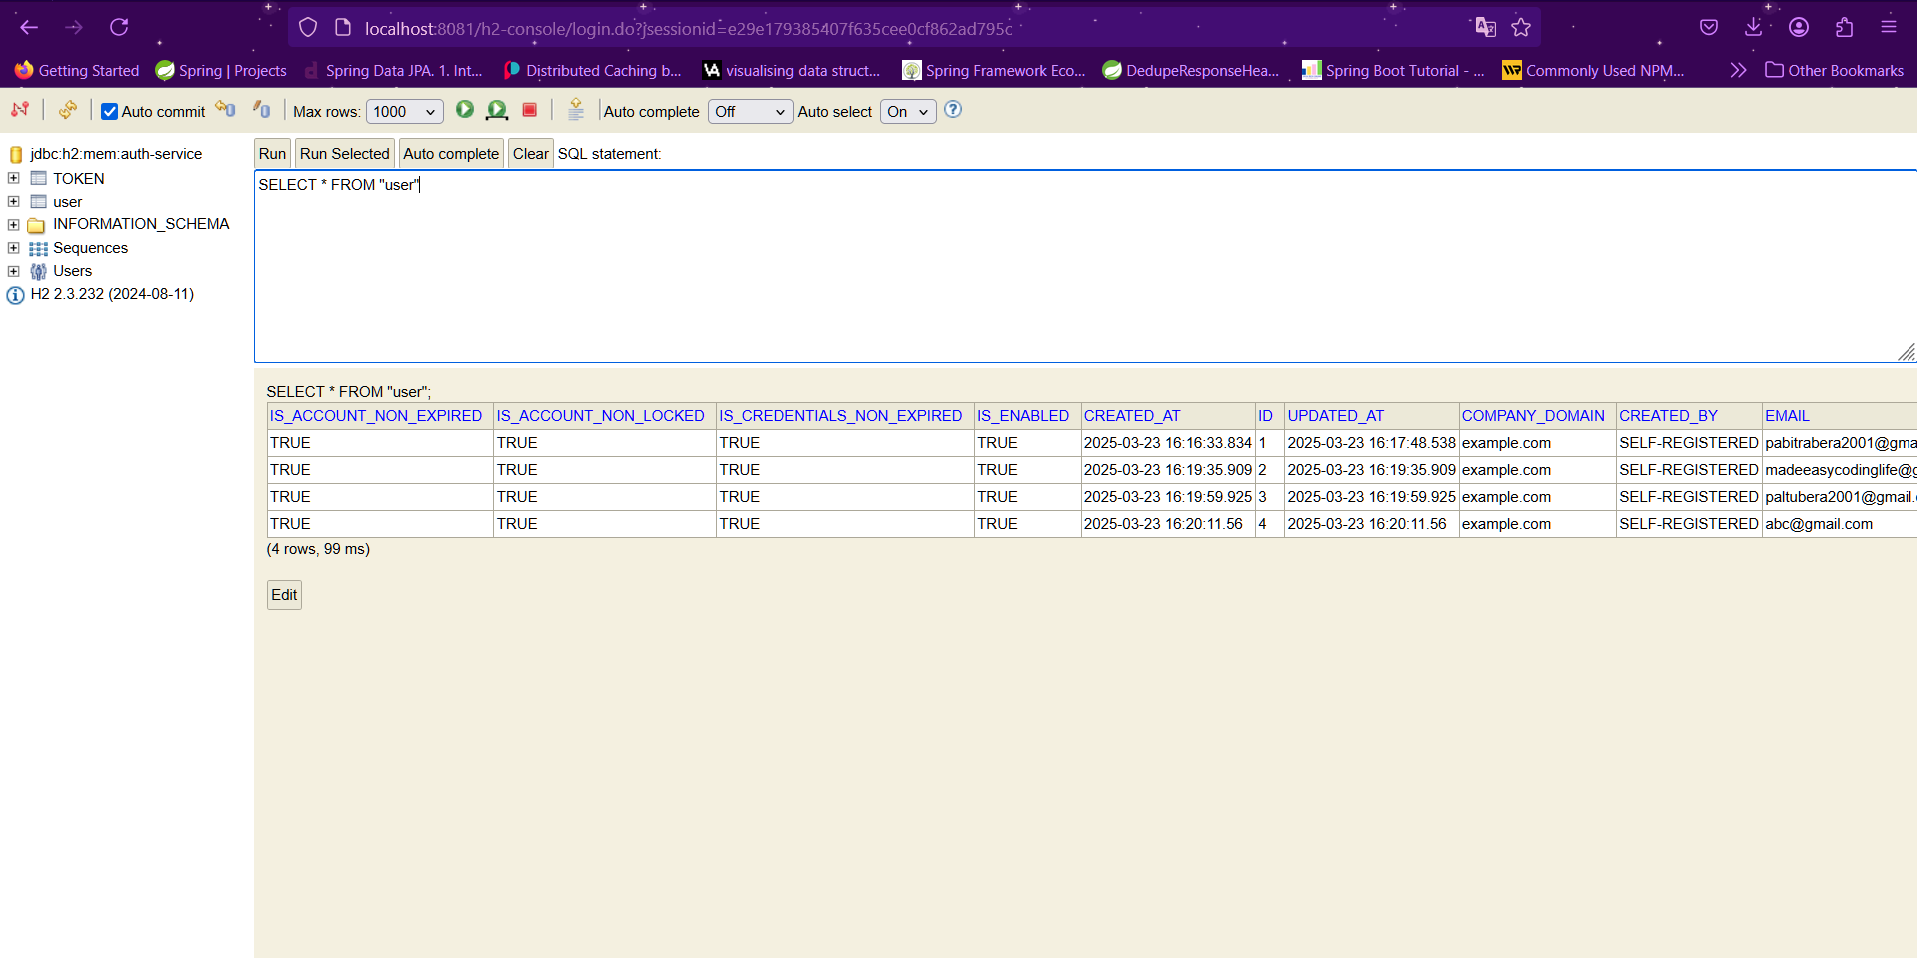 localhost:8081/h2-console/login.do?jsessionid=e29e179385407f635cee0cf862ad795c
Getting Started Spring | Projects Spring Data JPA. 1. Int... Distributed Caching b... visualising data struct... Spring Framework Eco... DedupeResponseHea... Spring Boot Tutorial - ... Commonly Used NPM... Other Bookmarks
Auto commit Max rows: 1000 Auto complete Off Auto select On
jdbc:h2:mem:auth-service
TOKEN
user
INFORMATION_SCHEMA
Sequences
Users
H2 2.3.232 (2024-08-11)
Run Run Selected Auto complete Clear SQL statement:
SELECT * FROM "user"
SELECT * FROM "user";
IS_ACCOUNT_NON_EXPIRED IS_ACCOUNT_NON_LOCKED IS_CREDENTIALS_NON_EXPIRED IS_ENABLED CREATED_AT ID UPDATED_AT COMPANY_DOMAIN CREATED_BY EMAIL
TRUE TRUE TRUE TRUE 2025-03-23 16:16:33.834 1 2025-03-23 16:17:48.538 example.com SELF-REGISTERED pabitrabera2001@gma
TRUE TRUE TRUE TRUE 2025-03-23 16:19:35.909 2 2025-03-23 16:19:35.909 example.com SELF-REGISTERED madeeasycodinglife@g
TRUE TRUE TRUE TRUE 2025-03-23 16:19:59.925 3 2025-03-23 16:19:59.925 example.com SELF-REGISTERED paltubera2001@gmail.
TRUE TRUE TRUE TRUE 2025-03-23 16:20:11.56 4 2025-03-23 16:20:11.56 example.com SELF-REGISTERED abc@gmail.com
(4 rows, 99 ms)
Edit